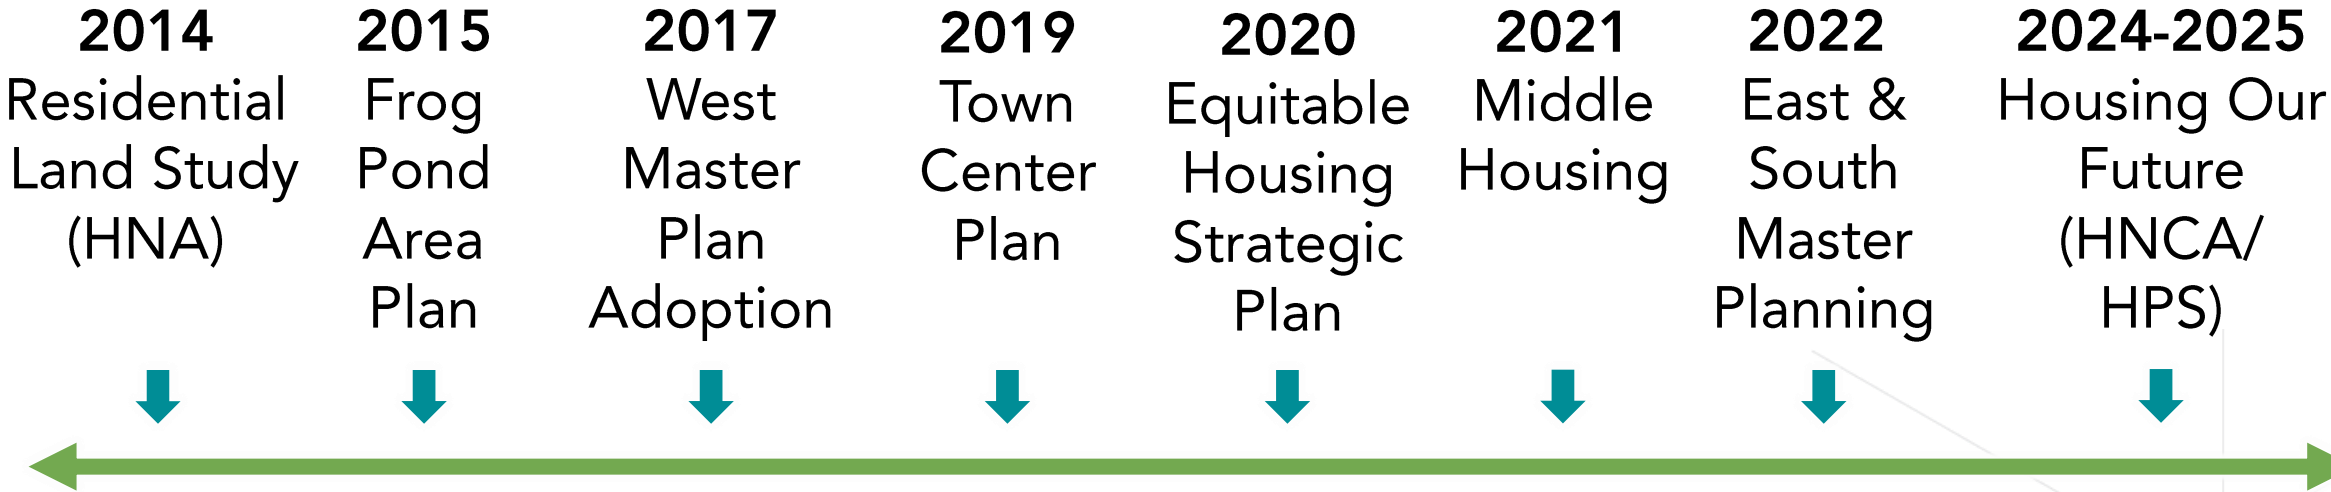 2014
Residential
Land Study
(HNA)
2015
Frog
Pond
Area
Plan
2017
West
Master
Plan
Adoption
2019
Town
Center
Plan
2020
Equitable
Housing
Strategic
Plan
2021
Middle
Housing
2022
East &
South
Master
Planning
2024-2025
Housing Our
Future
(HNCA/
HPS)